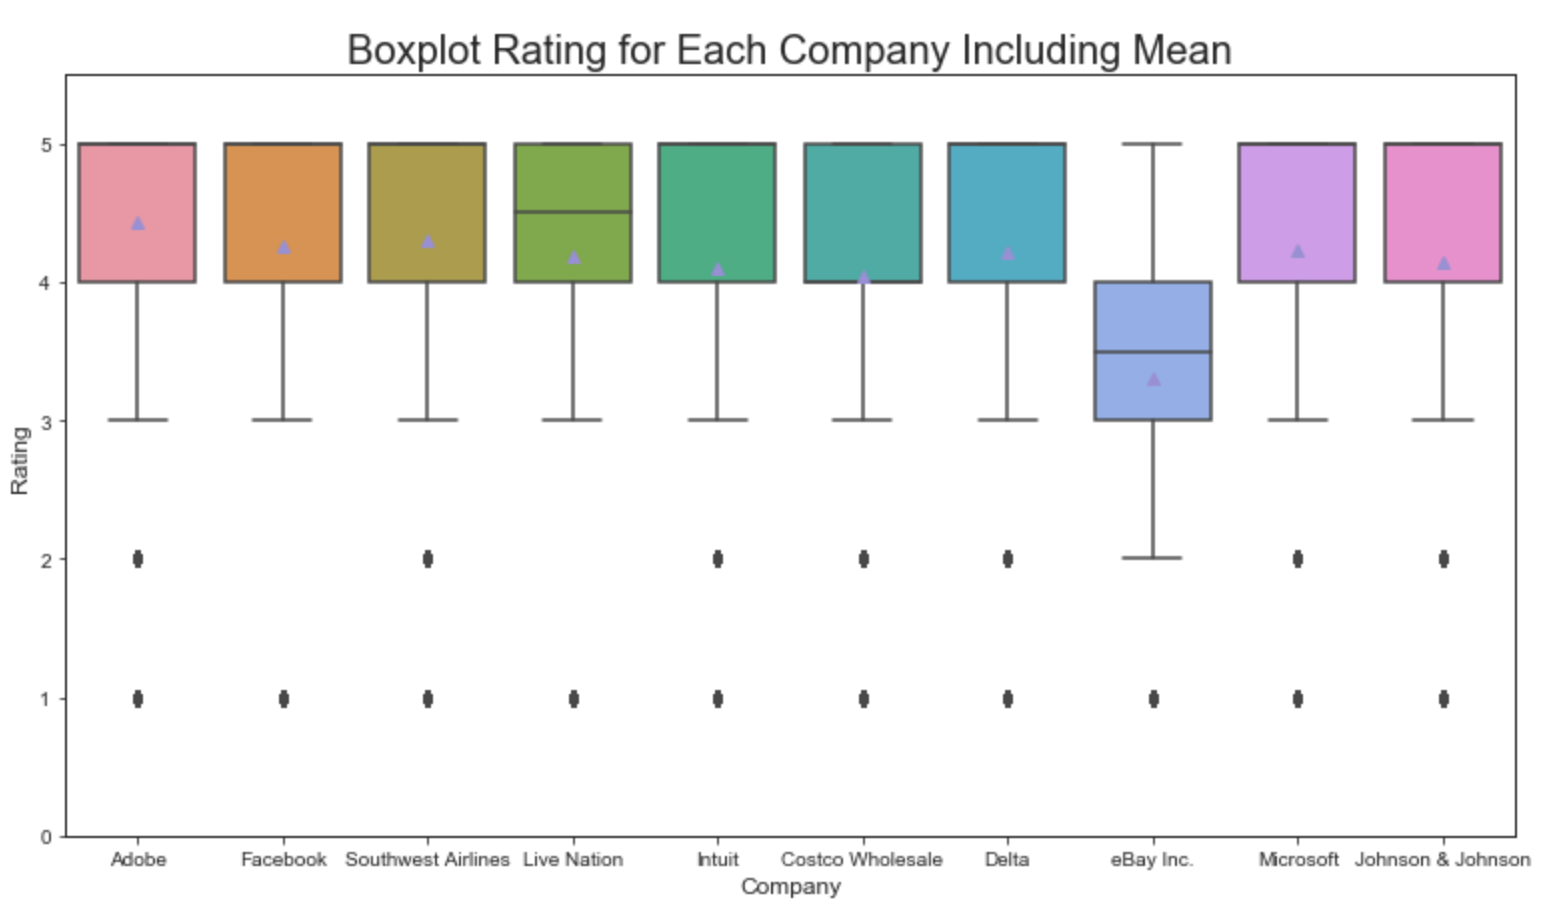 Boxplot Rating for Each Company Including Mean
5
4
3
2
1
0
Rating
Adobe Facebook Southwest Airlines Live Nation Intuit Costco Wholesale Delta eBay Inc. Microsoft Johnson & Johnson
Company